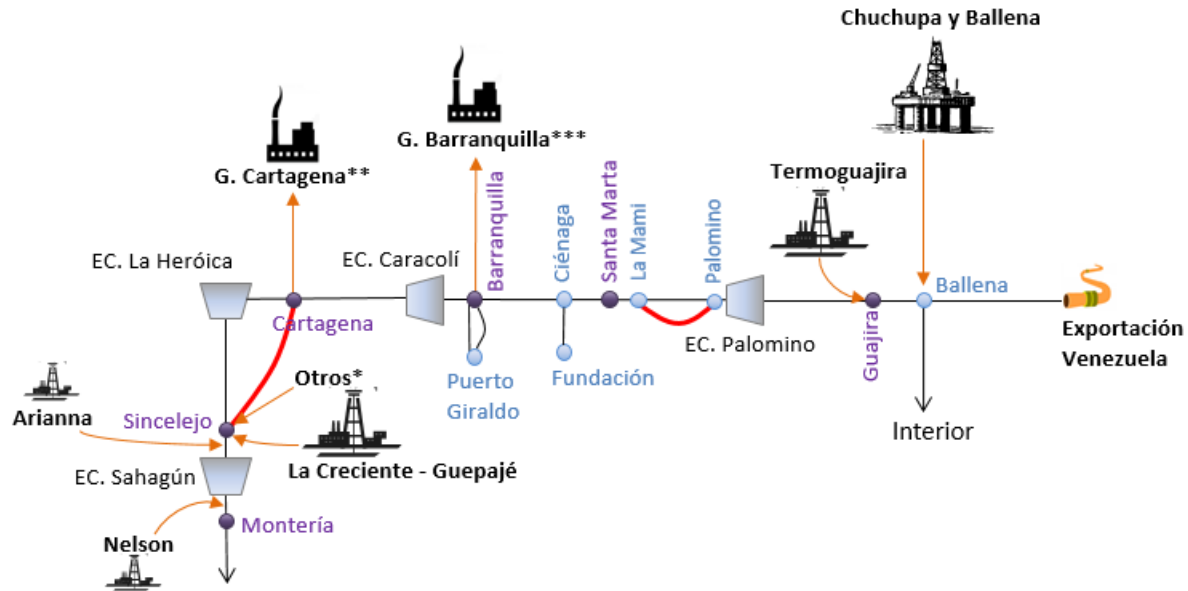 Chuchupa y Ballena
G. Barranquilla***
G. Cartagena**
Termoguajira
Barranquilla
Ciénaga
Santa Marta
La Mami
Palomino
EC. La Heróica
EC. Caracolí
Ballena
Cartagena
EC. Palomino
Guajira
Exportación
Venezuela
Otros*
Puerto
Giraldo
Fundación
Arianna
Sincelejo
Interior
EC. Sahagún
La Creciente - Guepajé
Montería
Nelson